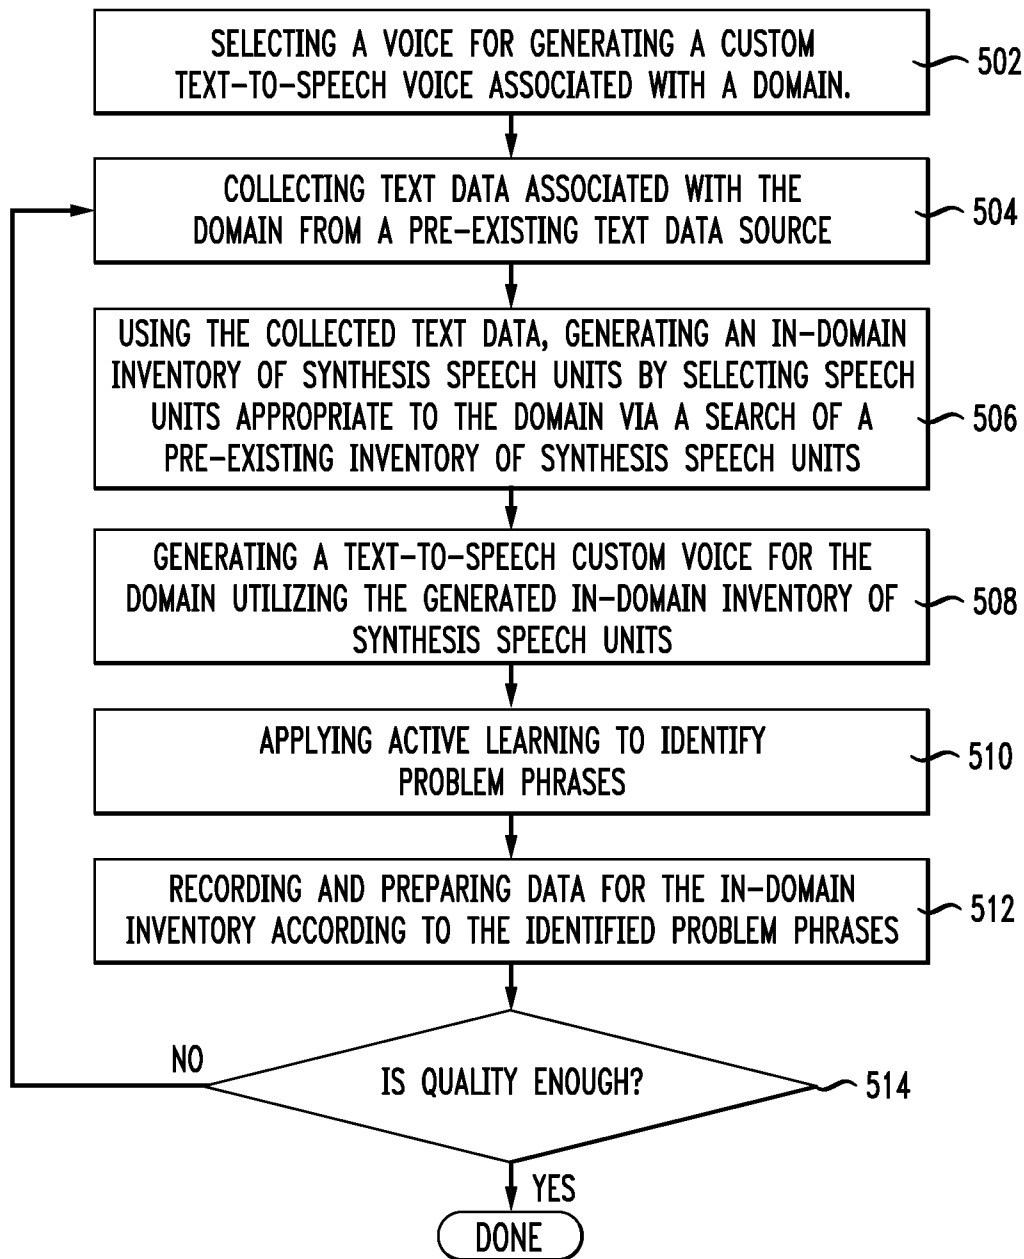 SELECTING A VOICE FOR GENERATING A CUSTOM
TEXT-TO-SPEECH VOICE ASSOCIATED WITH A DOMAIN.
502
COLLECTING TEXT DATA ASSOCIATED WITH THE
DOMAIN FROM A PRE-EXISTING TEXT DATA SOURCE
504
USING THE COLLECTED TEXT DATA, GENERATING AN IN-DOMAIN
INVENTORY OF SYNTHESIS SPEECH UNITS BY SELECTING SPEECH
UNITS APPROPRIATE TO THE DOMAIN VIA A SEARCH OF A
PRE-EXISTING INVENTORY OF SYNTHESIS SPEECH UNITS
506
GENERATING A TEXT-TO-SPEECH CUSTOM VOICE FOR THE
DOMAIN UTILIZING THE GENERATED IN-DOMAIN INVENTORY OF
SYNTHESIS SPEECH UNITS
508
APPLYING ACTIVE LEARNING TO IDENTIFY
PROBLEM PHRASES
510
RECORDING AND PREPARING DATA FOR THE IN-DOMAIN
INVENTORY ACCORDING TO THE IDENTIFIED PROBLEM PHRASES
512
NO
IS QUALITY ENOUGH?
514
YES
DONE